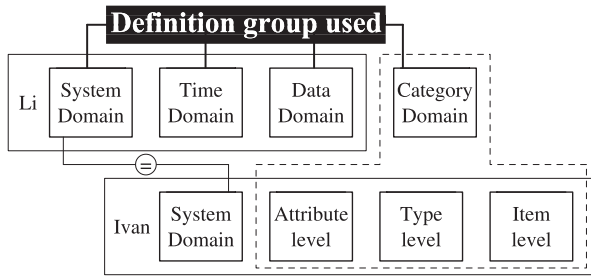 Definition group used
Li
System
Domain
Time
Domain
Data
Domain
Category
Domain
=
Ivan
System
Domain
Attribute
level
Type
level
Item
level